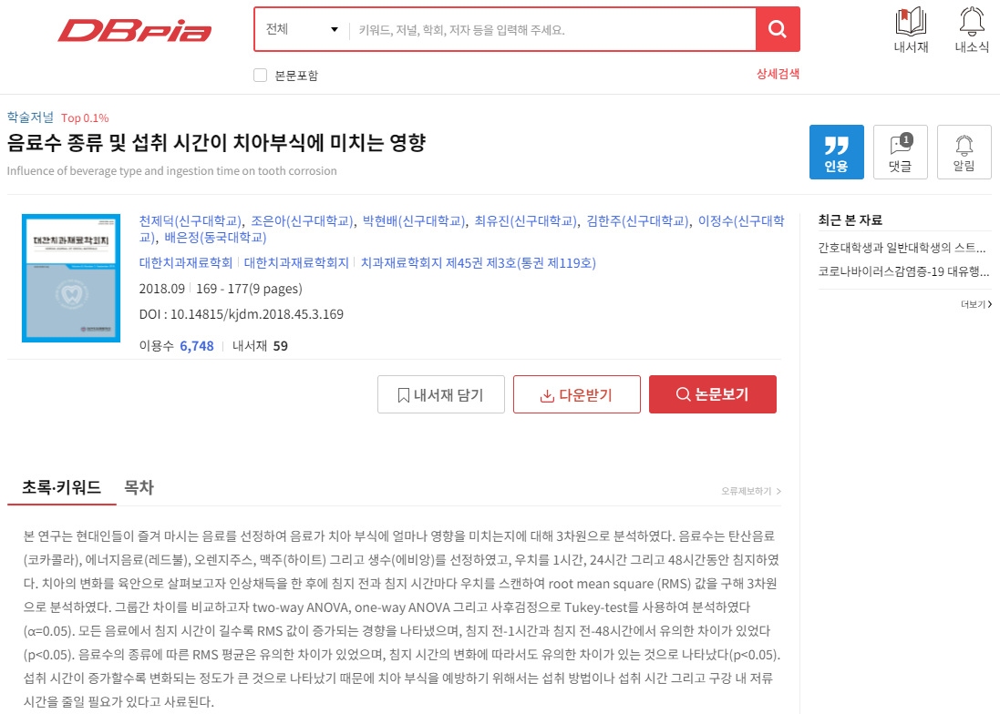 DBpia
전체
키워드, 저널, 학회, 저자 등을 입력해 주세요.
내서재
내소식
본문포함
상세검색
학술저널 Top 0.1%
음료수 종류 및 섭취 시간이 치아부식에 미치는 영향
Influence of beverage type and ingestion time on tooth corrosion
인용
1
댓글
알림
대한치과재료학회지
천제덕(신구대학교), 조은아(신구대학교), 박현배(신구대학교), 최유진(신구대학교), 김한주(신구대학교), 이정수(신구대학
교), 배은정(동국대학교)
대한치과재료학회 대한치과재료학회지 치과재료학회지 제45권 제3호(통권 제119호)
2018.09 169 - 177(9 pages)
DOI : 10.14815/kjdm.2018.45.3.169
이용수 6,748 내서재 59
최근 본 자료
간호대학생과 일반대학생의 스트...
코로나바이러스감염증-19 대유행...
더보기
내서재 담기
다운받기
논문보기
초록·키워드
목차
오류제보하기
본 연구는 현대인들이 즐겨 마시는 음료를 선정하여 음료가 치아 부식에 얼마나 영향을 미치는지에 대해 3차원으로 분석하였다. 음료수는 탄산음료
(코카콜라), 에너지음료(레드불), 오렌지주스, 맥주(하이트) 그리고 생수(에비앙)를 선정하였고, 우치를 1시간, 24시간 그리고 48시간동안 침지하였
다. 치아의 변화를 육안으로 살펴보고자 인상채득을 한 후에 침지 전과 침지 시간마다 우치를 스캔하여 root mean square (RMS) 값을 구해 3차원
으로 분석하였다. 그룹간 차이를 비교하고자 two-way ANOVA, one-way ANOVA 그리고 사후검정으로 Tukey-test를 사용하여 분석하였다
(α=0.05). 모든 음료에서 침지 시간이 길수록 RMS 값이 증가되는 경향을 나타냈으며, 침지 전-1시간과 침지 전-48시간에서 유의한 차이가 있었다
(p<0.05). 음료수의 종류에 따른 RMS 평균은 유의한 차이가 있었으며, 침지 시간의 변화에 따라서도 유의한 차이가 있는 것으로 나타났다(p<0.05).
섭취 시간이 증가할수록 변화되는 정도가 큰 것으로 나타났기 때문에 치아 부식을 예방하기 위해서는 섭취 방법이나 섭취 시간 그리고 구강 내 저류
시간을 줄일 필요가 있다고 사료된다.